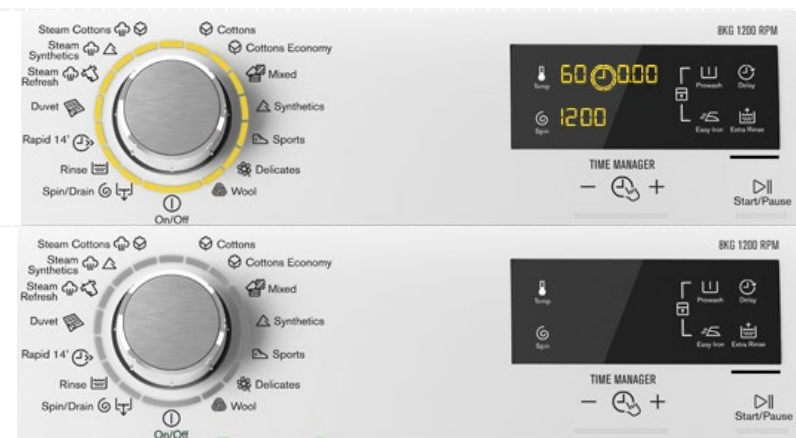 Steam Cottons
Cottons
8KG 1200 RPM
Steam
Synthetics
Cottons Economy
Steam
Refresh
Mixed
Duvet
Synthetics
Rapid 14'
Sports
Rinse
Delicates
Spin/Drain
Wool
On/Off
60 0.00
Temp
Prewash
Delay
1200
Spin
Easy Iron
Extra Rinse
TIME MANAGER
- +
Start/Pause
Steam Cottons
Cottons
8KG 1200 RPM
Steam
Synthetics
Cottons Economy
Steam
Refresh
Mixed
Duvet
Synthetics
Rapid 14'
Sports
Rinse
Delicates
Spin/Drain
Wool
On/Off
Temp
Prewash
Delay
Spin
Easy Iron
Extra Rinse
TIME MANAGER
- +
Start/Pause